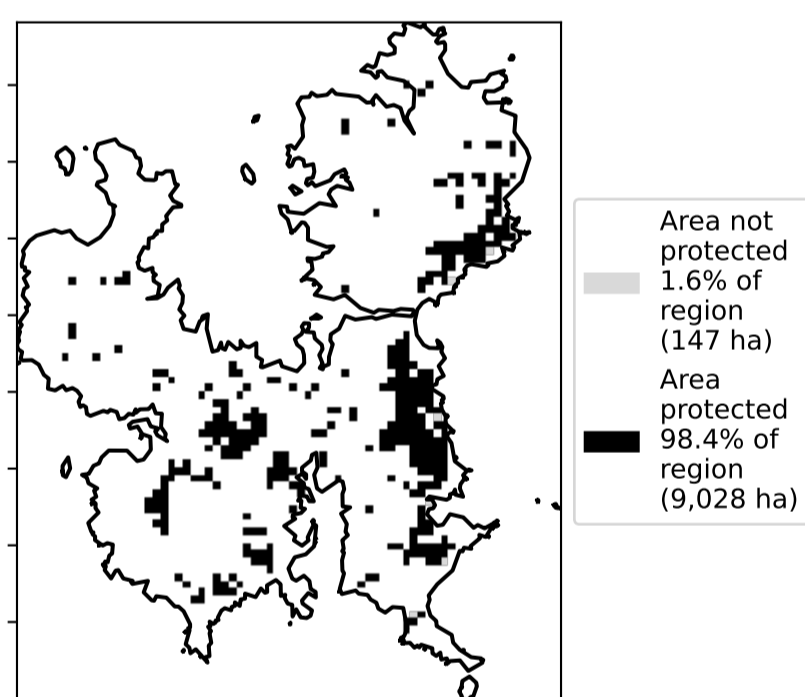 Area not
protected
1.6% of
region
(147 ha)
Area
protected
98.4% of
region
(9,028 ha)